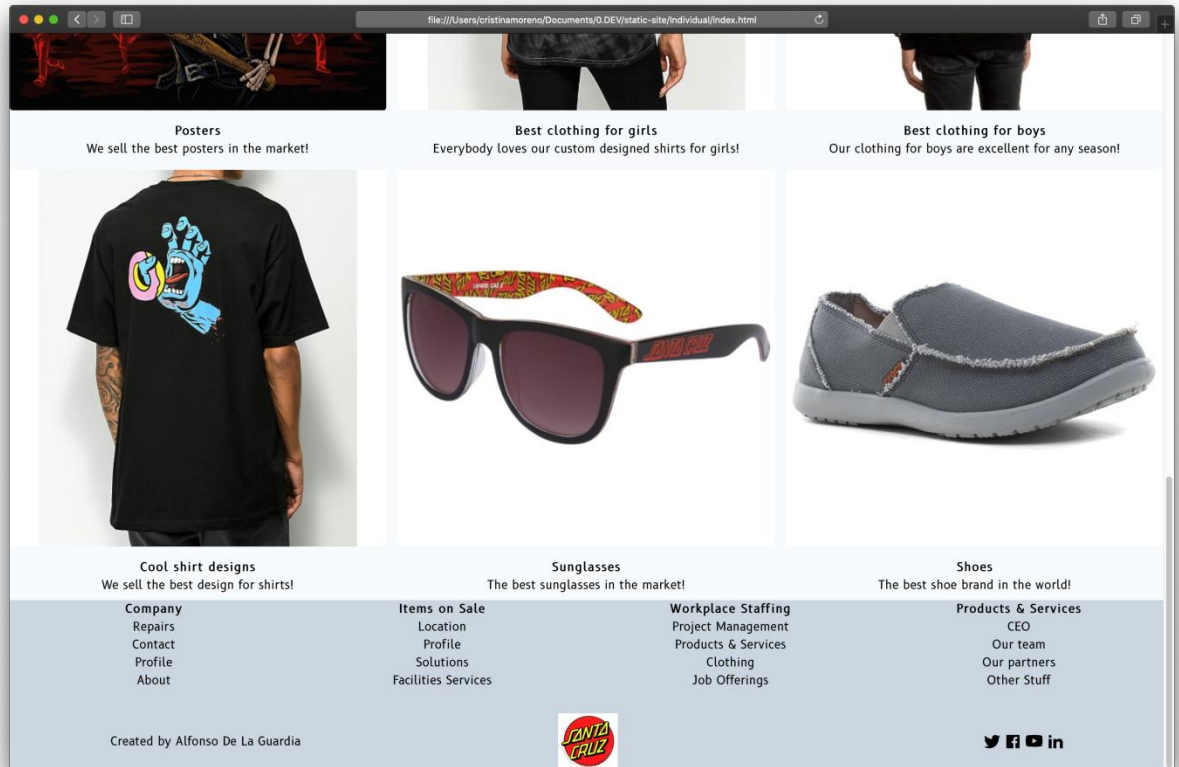 file:///Users/cristinamoreno/Documents/0.DEV/static-site/Individual/index.html
Posters
We sell the best posters in the market!
Best clothing for girls
Everybody loves our custom designed shirts for girls!
Best clothing for boys
Our clothing for boys are excellent for any season!
SANTA CRUZ
Cool shirt designs
We sell the best design for shirts!
Sunglasses
The best sunglasses in the market!
Shoes
The best shoe brand in the world!
Company
Repairs
Contact
Profile
About
Items on Sale
Location
Profile
Solutions
Facilities Services
Workplace Staffing
Project Management
Products & Services
Clothing
Job Offerings
Products & Services
CEO
Our team
Our partners
Other Stuff
Created by Alfonso De La Guardia
SANTA
CRUZ